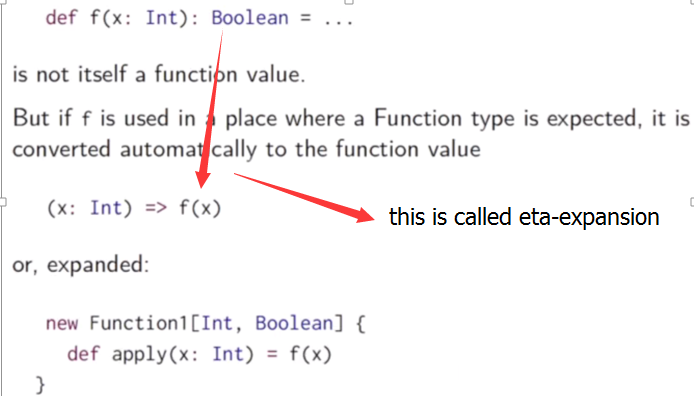 def f(x: Int): Boolean = ...
is not itself a function value.
But if f is used in a place where a Function type is expected, it is
converted automatically to the function value
(x: Int) => f(x)
this is called eta-expansion
or, expanded:
new Function1[Int, Boolean] {
def apply(x: Int) = f(x)
}